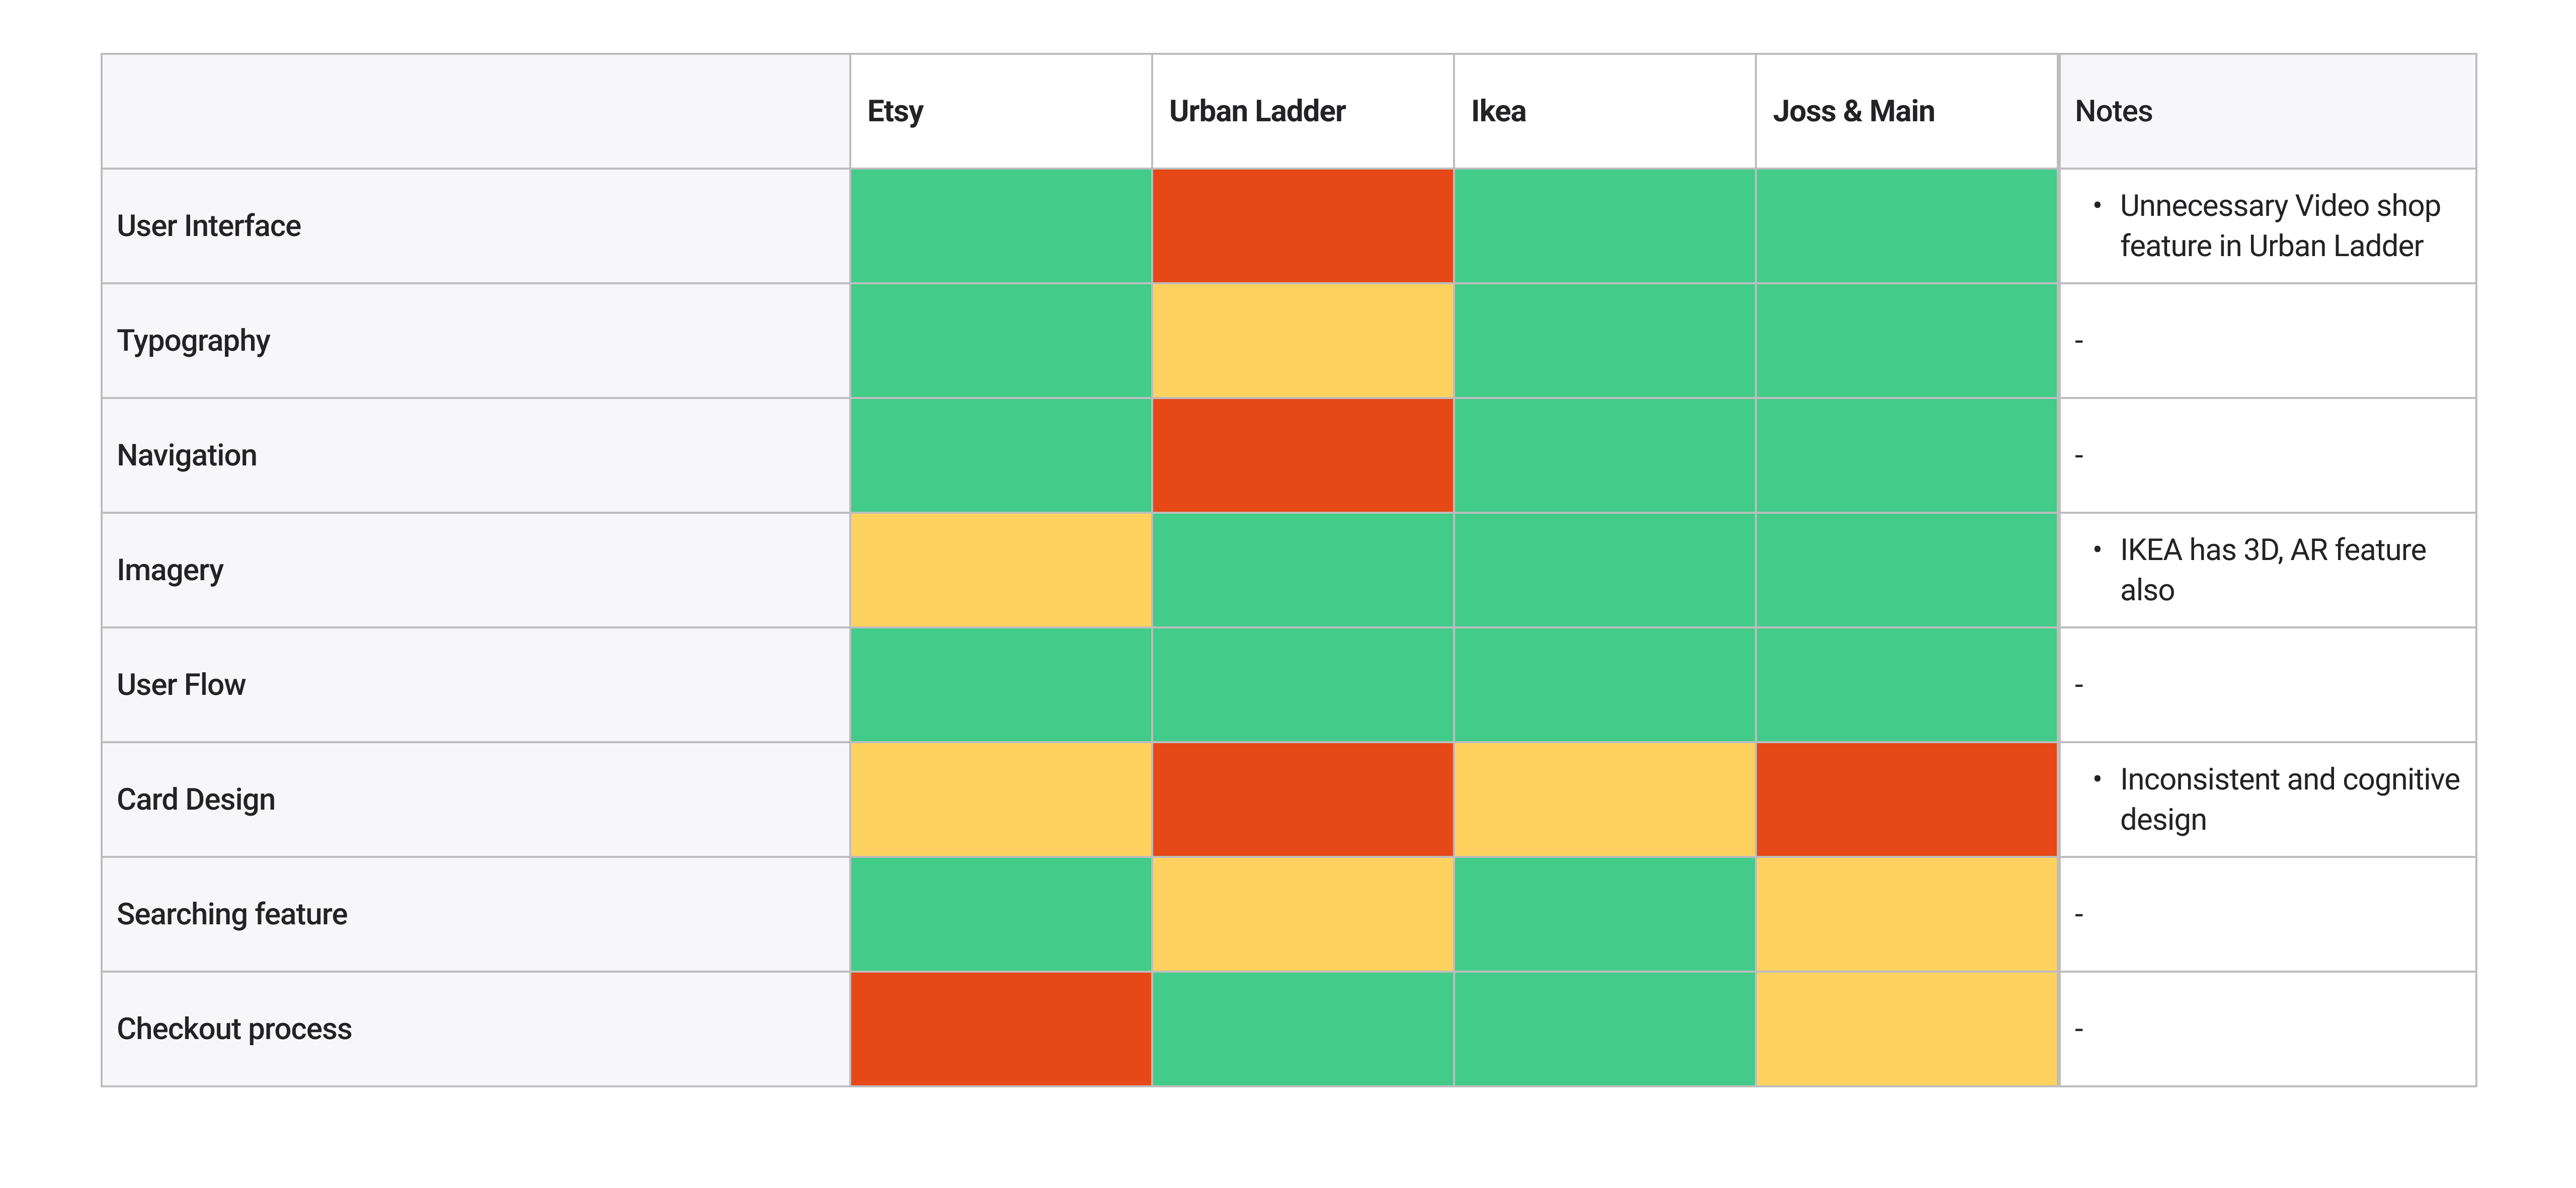 Etsy Urban Ladder Ikea Joss & Main Notes
User Interface
• Unnecessary Video shop
feature in Urban Ladder
Typography -
Navigation -
Imagery
• IKEA has 3D, AR feature
also
User Flow -
Card Design
• Inconsistent and cognitive
design
Searching feature -
Checkout process -